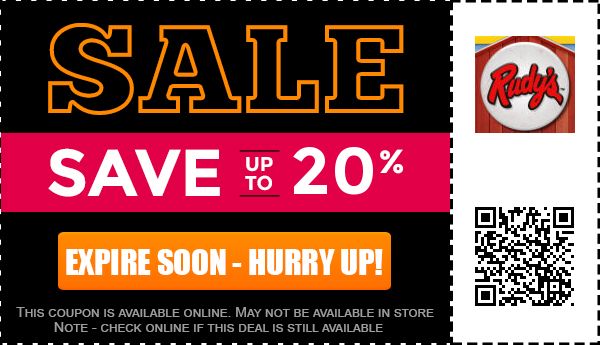 SALE
SAVE UP TO 20%
EXPIRE SOON - HURRY UP!
THIS COUPON IS AVAILABLE ONLINE. MAY NOT BE AVAILABLE IN STORE
NOTE - CHECK ONLINE IF THIS DEAL IS STILL AVAILABLE
Rudy's